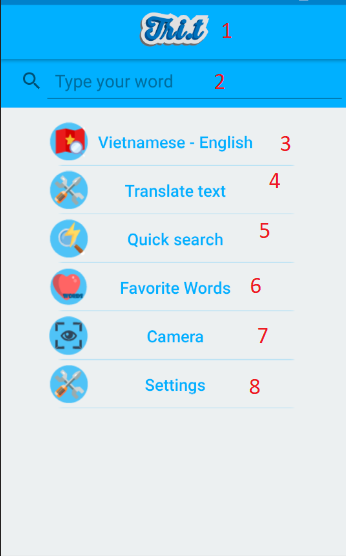 Tri.t 1
Type your word 2
Vietnamese - English 3
Translate text 4
Quick search 5
Favorite Words 6
Camera 7
Settings 8